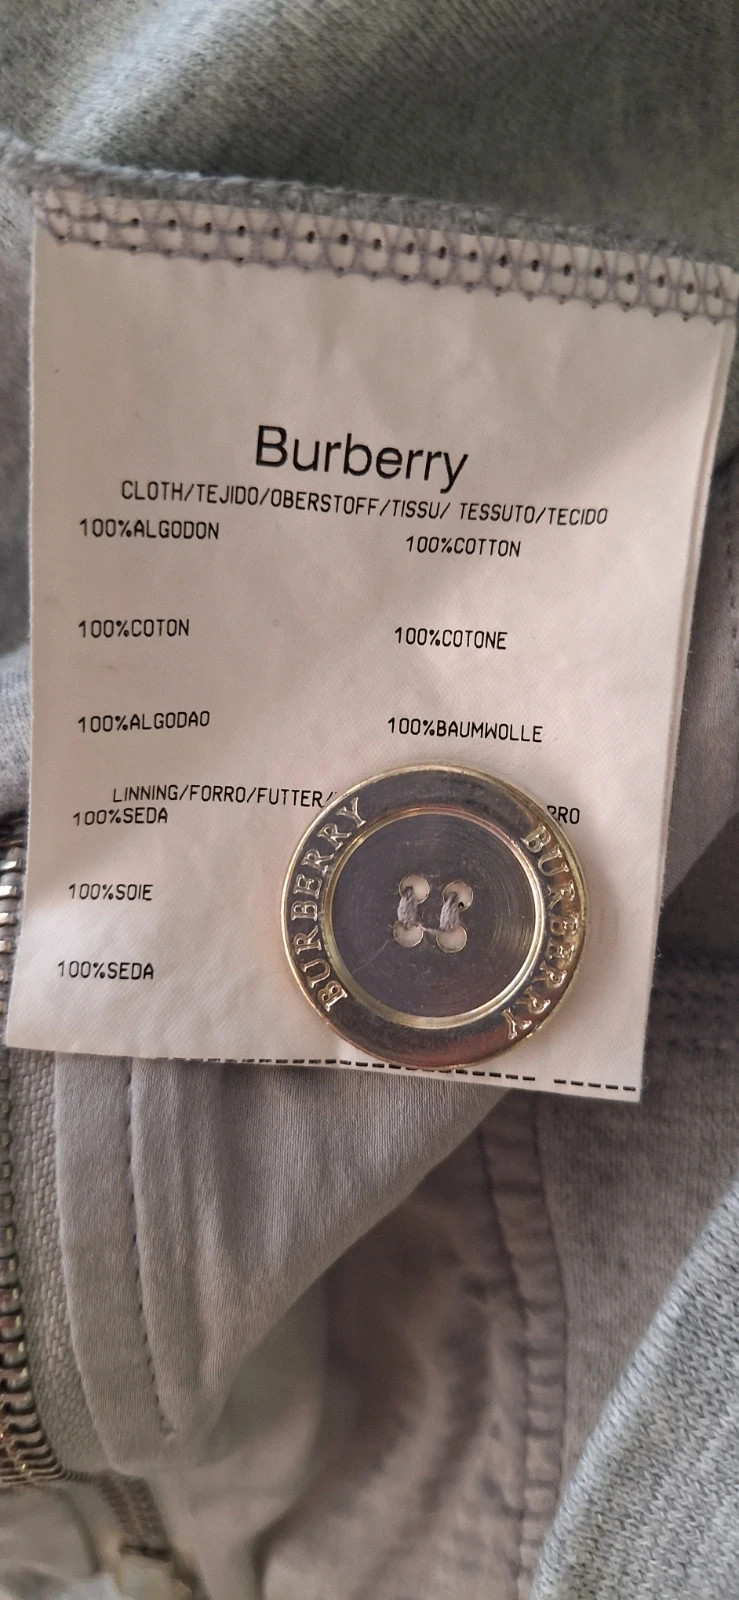 Burberry
CLOTH/TEJIDO/OBERSTOFF/TISSU/ TESSUTO/TECIDO
100%ALGODON 100%COTTON
100%COTON 100%COTONE
100%ALGODAO 100%BAUMWOLLE
LINNING/FORRO/FUTTER/
100%SEDA
100%SOIE
100%SEDA
BURBERRY
BURBERRY